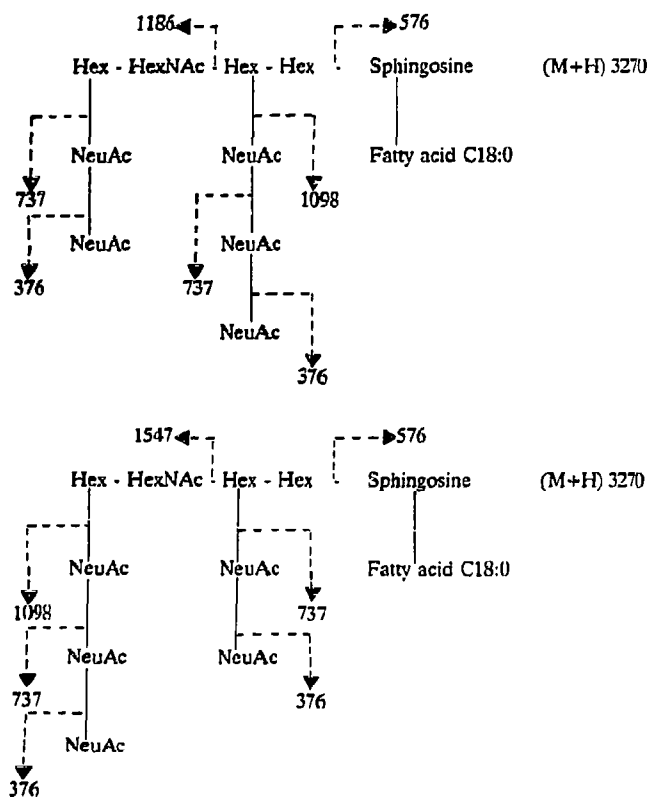 1186 576
Hex - HexNAc - Hex - Hex - Sphingosine (M+H) 3270
NeuAc NeuAc Fatty acid C18:0
737 1098
NeuAc NeuAc
376 737
NeuAc
376
1547 576
Hex - HexNAc - Hex - Hex - Sphingosine (M+H) 3270
NeuAc NeuAc Fatty acid C18:0
1098 737
NeuAc NeuAc
737 376
NeuAc
376